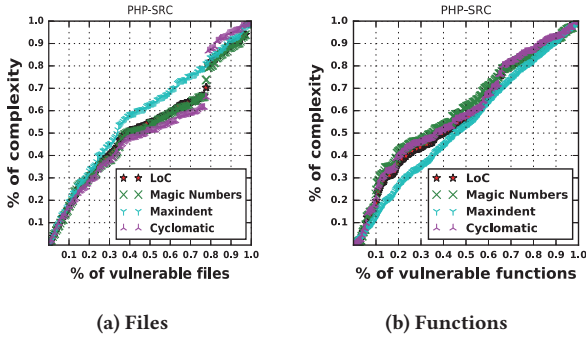 PHP-SRC
% of complexity
1.0
0.9
0.8
0.7
0.6
0.5
0.4
0.3
0.2
0.1
LoC
Magic Numbers
Maxindent
Cyclomatic
0.1 0.2 0.3 0.4 0.5 0.6 0.7 0.8 0.9 1.0
% of vulnerable files
(a) Files
PHP-SRC
% of complexity
1.0
0.9
0.8
0.7
0.6
0.5
0.4
0.3
0.2
0.1
LoC
Magic Numbers
Maxindent
Cyclomatic
0.1 0.2 0.3 0.4 0.5 0.6 0.7 0.8 0.9 1.0
% of vulnerable functions
(b) Functions